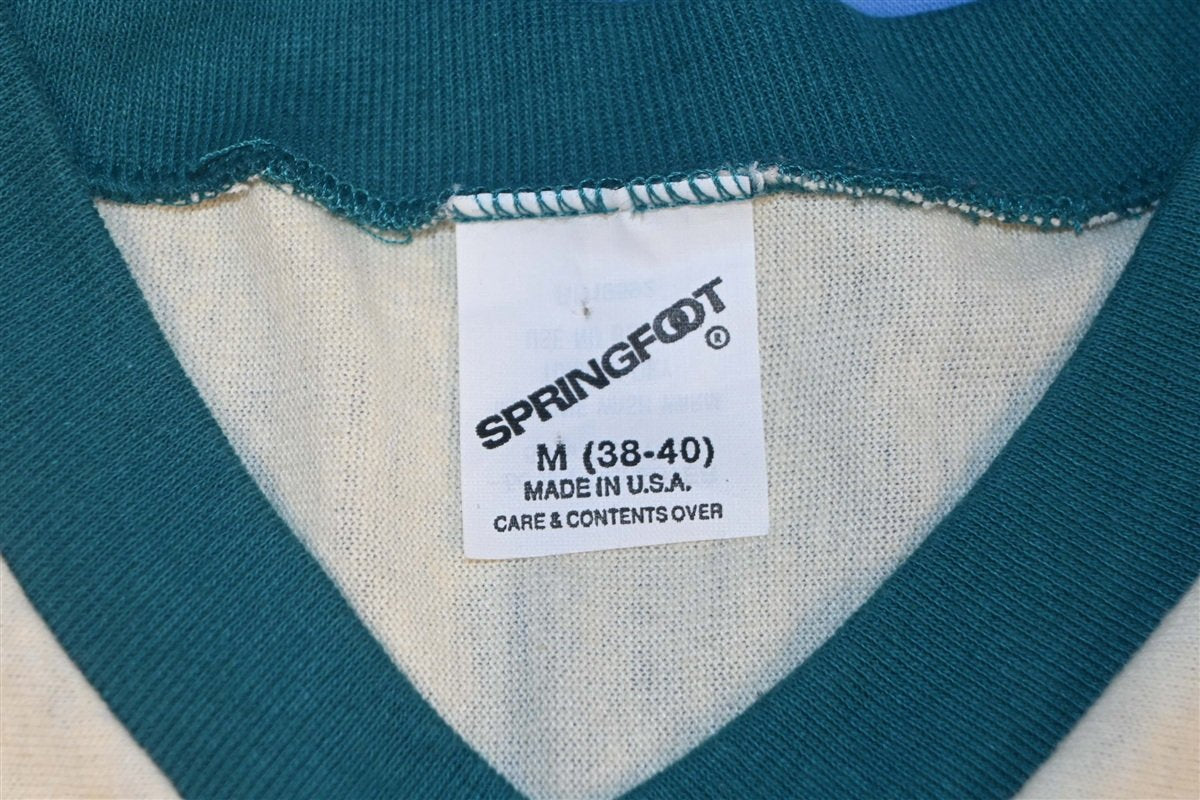 SPRINGFOOT ®
M (38-40)
MADE IN U.S.A.
CARE & CONTENTS OVER